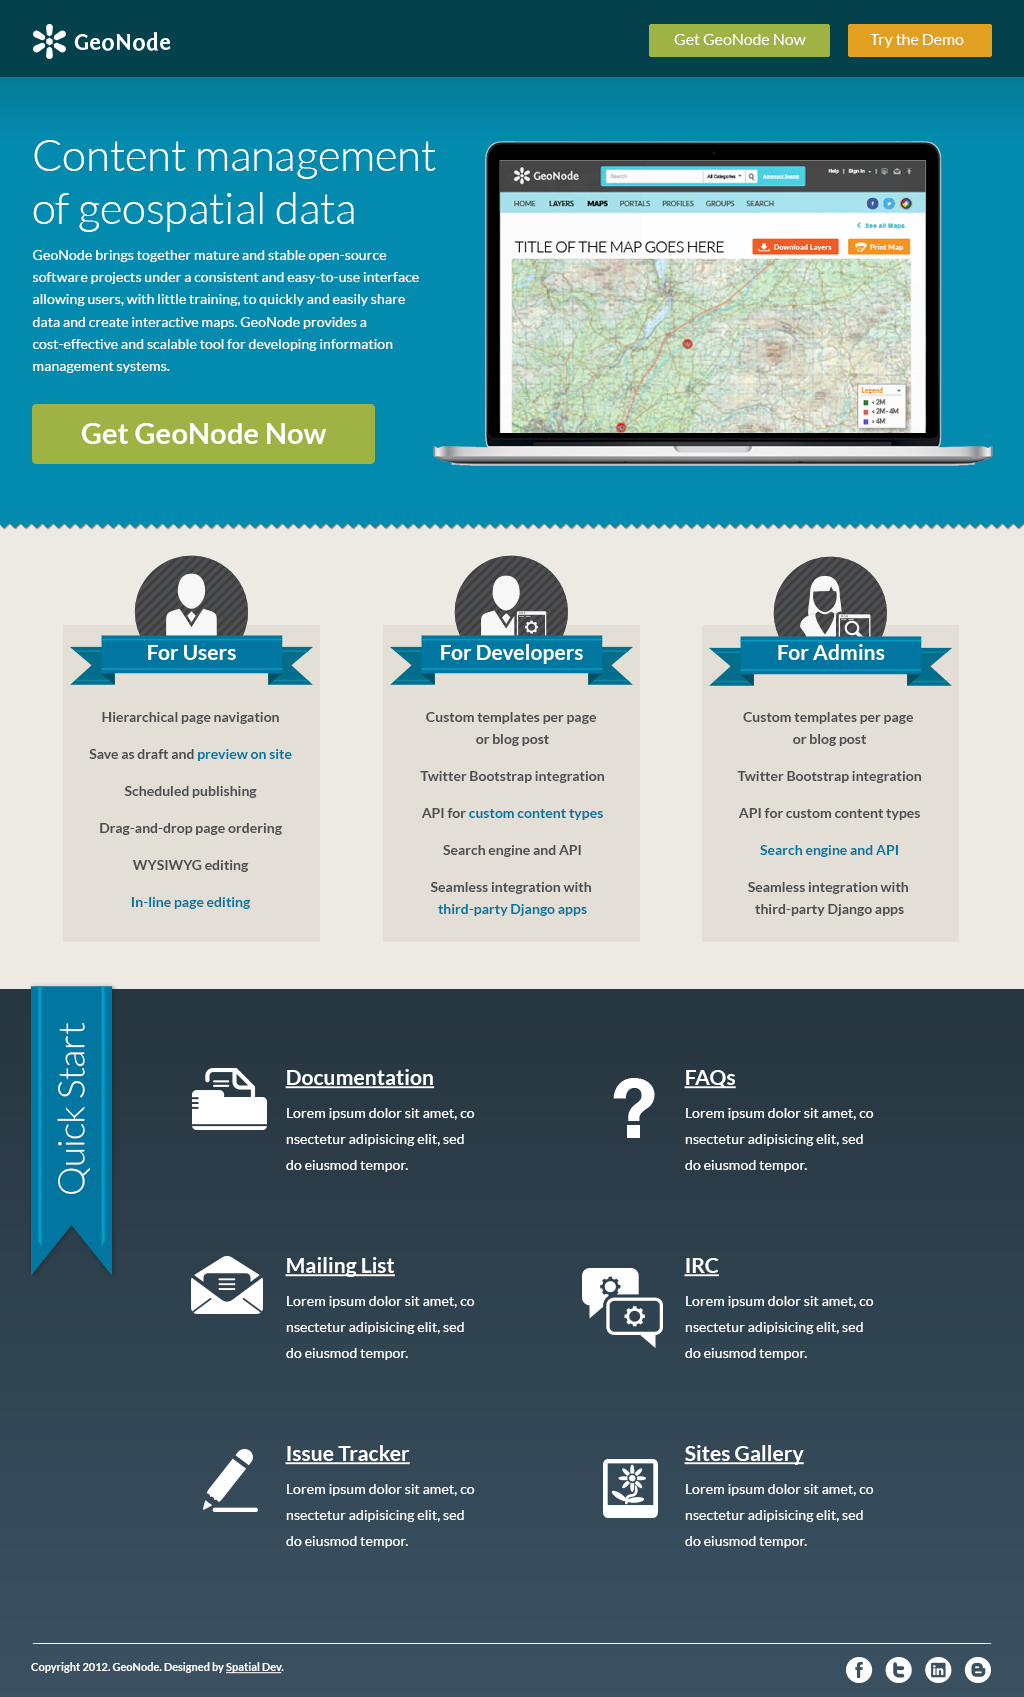 GeoNode
Get GeoNode Now
Try the Demo
Content management
of geospatial data
GeoNode brings together mature and stable open-source
software projects under a consistent and easy-to-use interface
allowing users, with little training, to quickly and easily share
data and create interactive maps. GeoNode provides a
cost-effective and scalable tool for developing information
management systems.
Get GeoNode Now
GeoNode
Search
All Categories
Advanced Search
Help | Sign in
HOME LAYERS MAPS PORTALS PROFILES GROUPS SEARCH
See all Maps
TITLE OF THE MAP GOES HERE
Download Layers
Print Map
Legend
< 2M
< 2M - 4M
> 4M
For Users
Hierarchical page navigation
Save as draft and preview on site
Scheduled publishing
Drag-and-drop page ordering
WYSIWYG editing
In-line page editing
For Developers
Custom templates per page
or blog post
Twitter Bootstrap integration
API for custom content types
Search engine and API
Seamless integration with
third-party Django apps
For Admins
Custom templates per page
or blog post
Twitter Bootstrap integration
API for custom content types
Search engine and API
Seamless integration with
third-party Django apps
Quick Start
Documentation
Lorem ipsum dolor sit amet, co
nsectetur adipisicing elit, sed
do eiusmod tempor.
FAQs
Lorem ipsum dolor sit amet, co
nsectetur adipisicing elit, sed
do eiusmod tempor.
Mailing List
Lorem ipsum dolor sit amet, co
nsectetur adipisicing elit, sed
do eiusmod tempor.
IRC
Lorem ipsum dolor sit amet, co
nsectetur adipisicing elit, sed
do eiusmod tempor.
Issue Tracker
Lorem ipsum dolor sit amet, co
nsectetur adipisicing elit, sed
do eiusmod tempor.
Sites Gallery
Lorem ipsum dolor sit amet, co
nsectetur adipisicing elit, sed
do eiusmod tempor.
Copyright 2012. GeoNode. Designed by Spatial Dev.